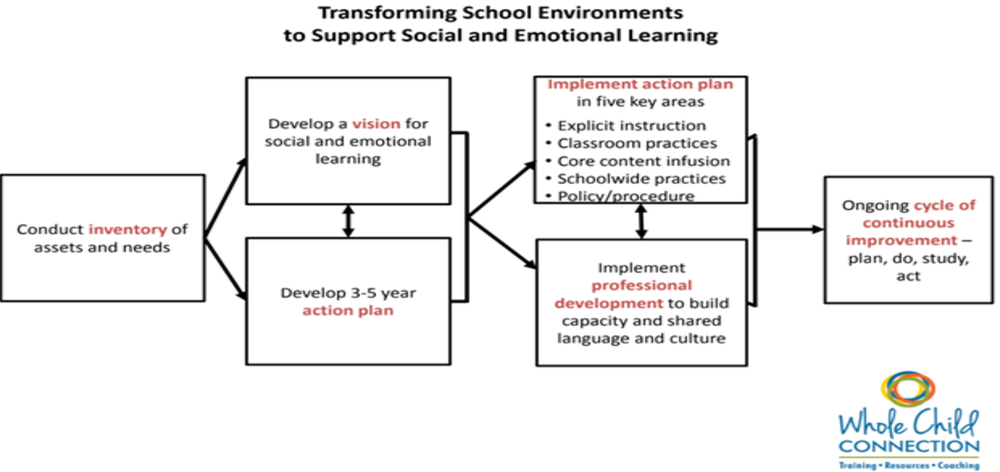 Transforming School Environments
to Support Social and Emotional Learning
Conduct inventory of
assets and needs
Develop a vision for
social and emotional
learning
Develop 3-5 year
action plan
Implement action plan
in five key areas
• Explicit instruction
• Classroom practices
• Core content infusion
• Schoolwide practices
• Policy/procedure
Implement
professional
development to build
capacity and shared
language and culture
Ongoing cycle of
continuous
improvement –
plan, do, study,
act
Whole Child
CONNECTION
Training • Resources • Coaching